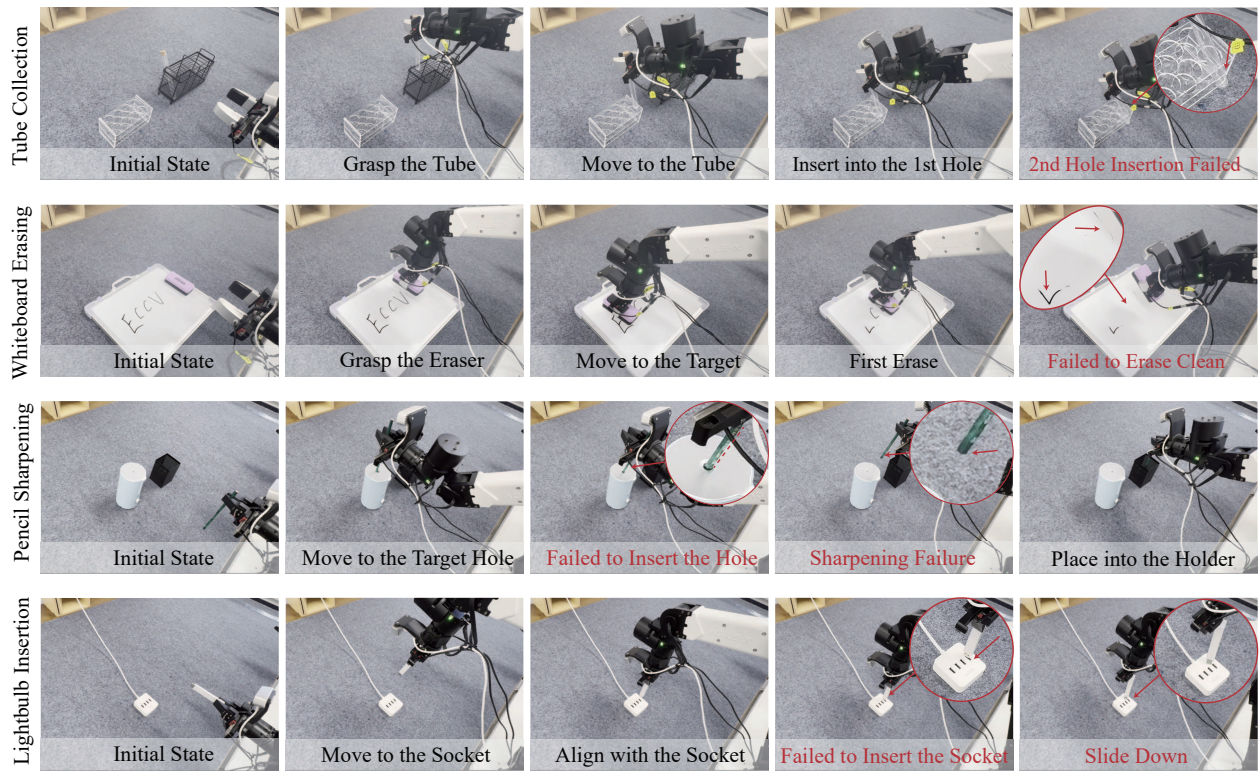 Tube Collection
Initial State
Grasp the Tube
Move to the Tube
Insert into the 1st Hole
2nd Hole Insertion Failed
Whiteboard Erasing
ECCV
Initial State
ECCV
Grasp the Eraser
Move to the Target
First Erase
Failed to Erase Clean
Pencil Sharpening
Initial State
Move to the Target Hole
Failed to Insert the Hole
Sharpening Failure
Place into the Holder
Lightbulb Insertion
Initial State
Move to the Socket
Align with the Socket
Failed to Insert the Socket
Slide Down